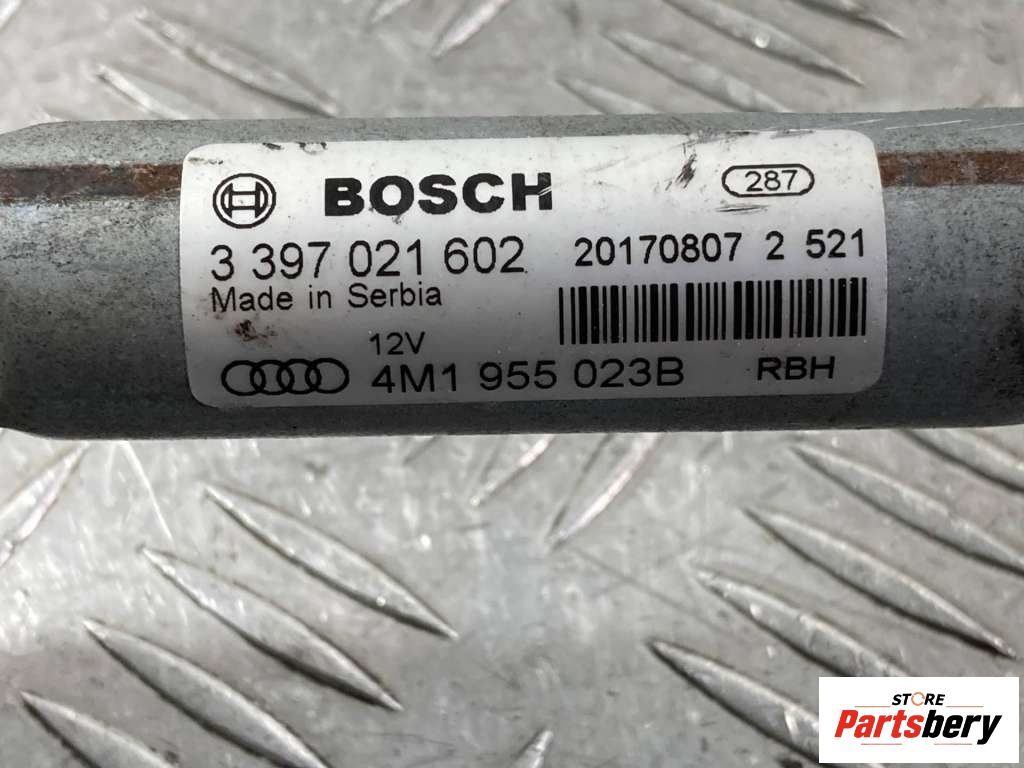 BOSCH 287
3 397 021 602 20170807 2 521
Made in Serbia
12V
4M1 955 023B RBH
STORE
Partsbery